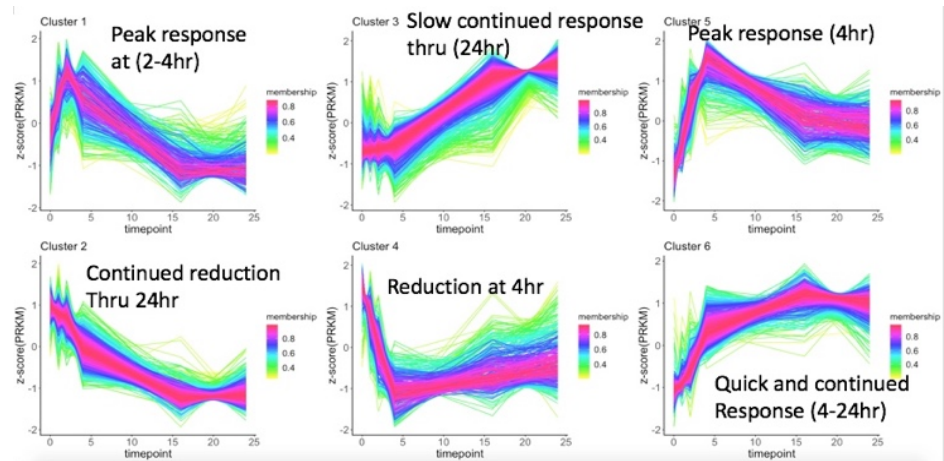 Cluster 1
Peak response
at (2-4hr)
z-score(PRKM)
2
1
0
-1
-2
0 5 10 15 20 25
timepoint
membership
0.8
0.6
0.4
Cluster 3
Slow continued response
thru (24hr)
z-score(PRKM)
2
1
0
-1
-2
0 5 10 15 20 25
timepoint
membership
0.8
0.6
0.4
Cluster 5
Peak response (4hr)
z-score(PRKM)
2
1
0
-1
-2
0 5 10 15 20 25
timepoint
membership
0.8
0.6
0.4
Cluster 2
Continued reduction
Thru 24hr
z-score(PRKM)
2
1
0
-1
-2
0 5 10 15 20 25
timepoint
membership
0.8
0.6
0.4
Cluster 4
Reduction at 4hr
z-score(PRKM)
2
1
0
-1
-2
0 5 10 15 20 25
timepoint
membership
0.8
0.6
0.4
Cluster 6
z-score(PRKM)
2
1
0
-1
-2
0 5 10 15 20 25
timepoint
membership
0.8
0.6
0.4
Quick and continued
Response (4-24hr)